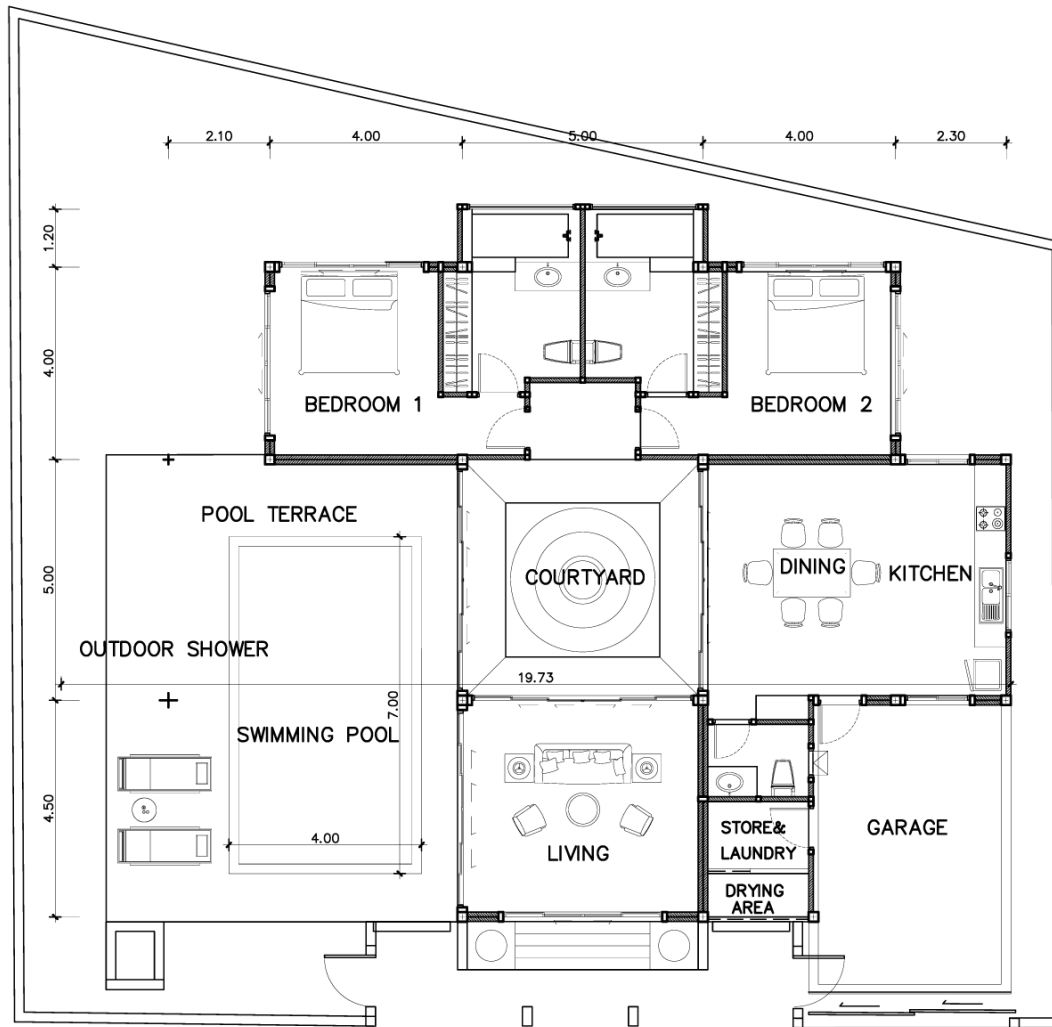 2.10
4.00
5.00
4.00
2.30
1.20
4.00
BEDROOM 1
BEDROOM 2
POOL TERRACE
5.00
COURTYARD
DINING
KITCHEN
OUTDOOR SHOWER
19.73
7.00
SWIMMING POOL
4.50
4.00
LIVING
STORE&
LAUNDRY
GARAGE
DRYING
AREA